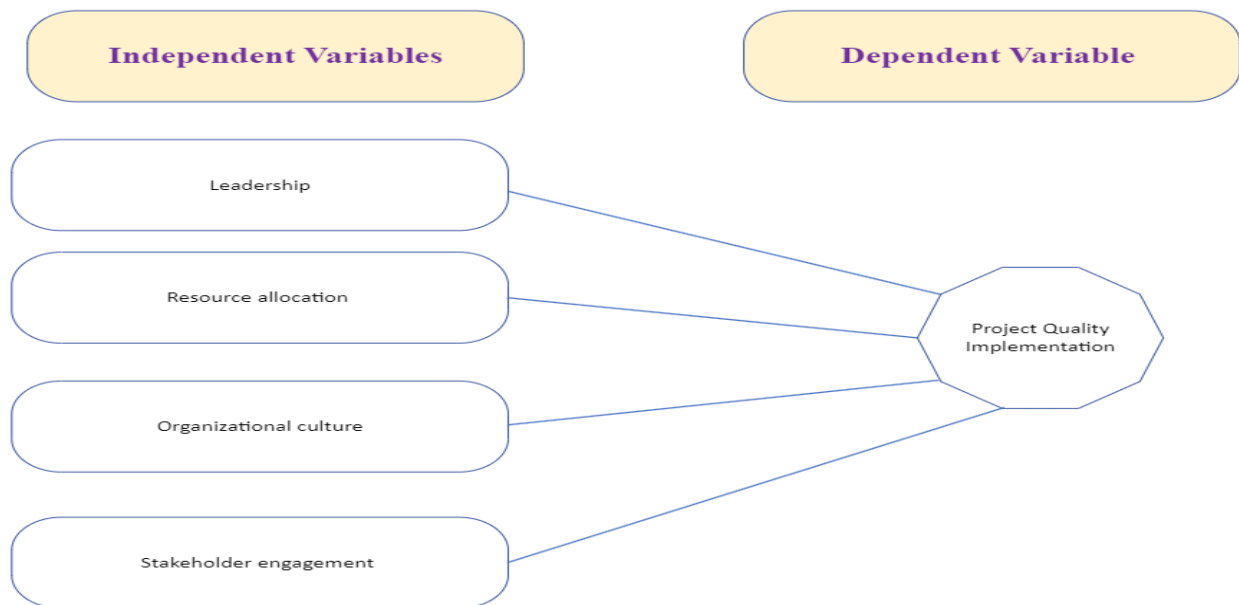 Independent Variables
Dependent Variable
Leadership
Resource allocation
Project Quality
Implementation
Organizational culture
Stakeholder engagement